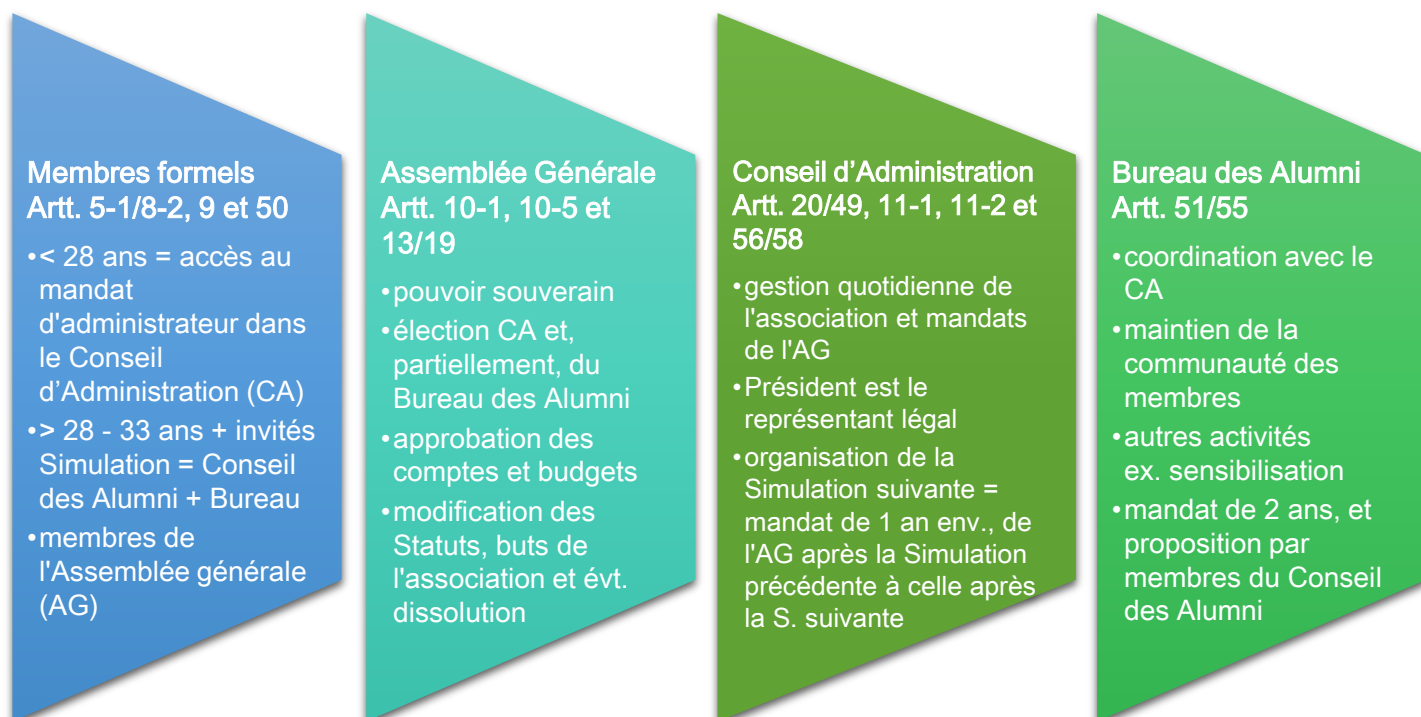 Membres formels
Artt. 5-1/8-2, 9 et 50
•< 28 ans = accès au
mandat
d'administrateur dans
le Conseil
d’Administration (CA)
•> 28 - 33 ans + invités
Simulation = Conseil
des Alumni + Bureau
•membres de
l'Assemblée générale
(AG)
Assemblée Générale
Artt. 10-1, 10-5 et
13/19
•pouvoir souverain
•élection CA et,
partiellement, du
Bureau des Alumni
•approbation des
comptes et budgets
•modification des
Statuts, buts de
l'association et évt.
dissolution
Conseil d’Administration
Artt. 20/49, 11-1, 11-2 et
56/58
•gestion quotidienne de
l'association et mandats
de l'AG
•Président est le
représentant légal
•organisation de la
Simulation suivante =
mandat de 1 an env., de
l'AG après la Simulation
précédente à celle après
la S. suivante
Bureau des Alumni
Artt. 51/55
•coordination avec le
CA
•maintien de la
communauté des
membres
•autres activités
ex. sensibilisation
•mandat de 2 ans, et
proposition par
membres du Conseil
des Alumni